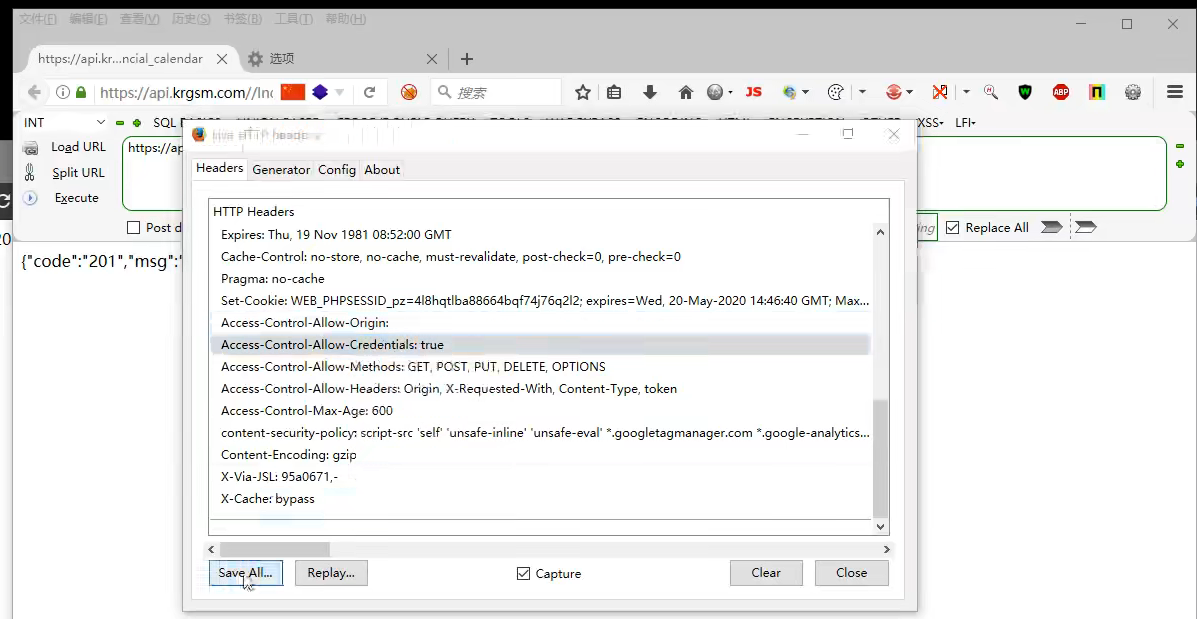 文件(F) 编辑(E) 查看(V) 历史(S) 书签(B) 工具(T) 帮助(H)
https://api.kr...ncial_calendar 选项
https://api.krgsm.com//Inc 搜索 JS ABP
INT SQL XSS LFI
Load URL https://ap
Split URL
Execute
Post d Replace All
20
{"code":"201","msg":"
Live HTTP heade
Headers Generator Config About
HTTP Headers
Expires: Thu, 19 Nov 1981 08:52:00 GMT
Cache-Control: no-store, no-cache, must-revalidate, post-check=0, pre-check=0
Pragma: no-cache
Set-Cookie: WEB_PHPSESSID_pz=4l8hqtlba88664bqf74j76q2l2; expires=Wed, 20-May-2020 14:46:40 GMT; Max...
Access-Control-Allow-Origin:
Access-Control-Allow-Credentials: true
Access-Control-Allow-Methods: GET, POST, PUT, DELETE, OPTIONS
Access-Control-Allow-Headers: Origin, X-Requested-With, Content-Type, token
Access-Control-Max-Age: 600
content-security-policy: script-src 'self' 'unsafe-inline' 'unsafe-eval' *.googletagmanager.com *.google-analytics...
Content-Encoding: gzip
X-Via-JSL: 95a0671,-
X-Cache: bypass
Save All... Replay... Capture Clear Close